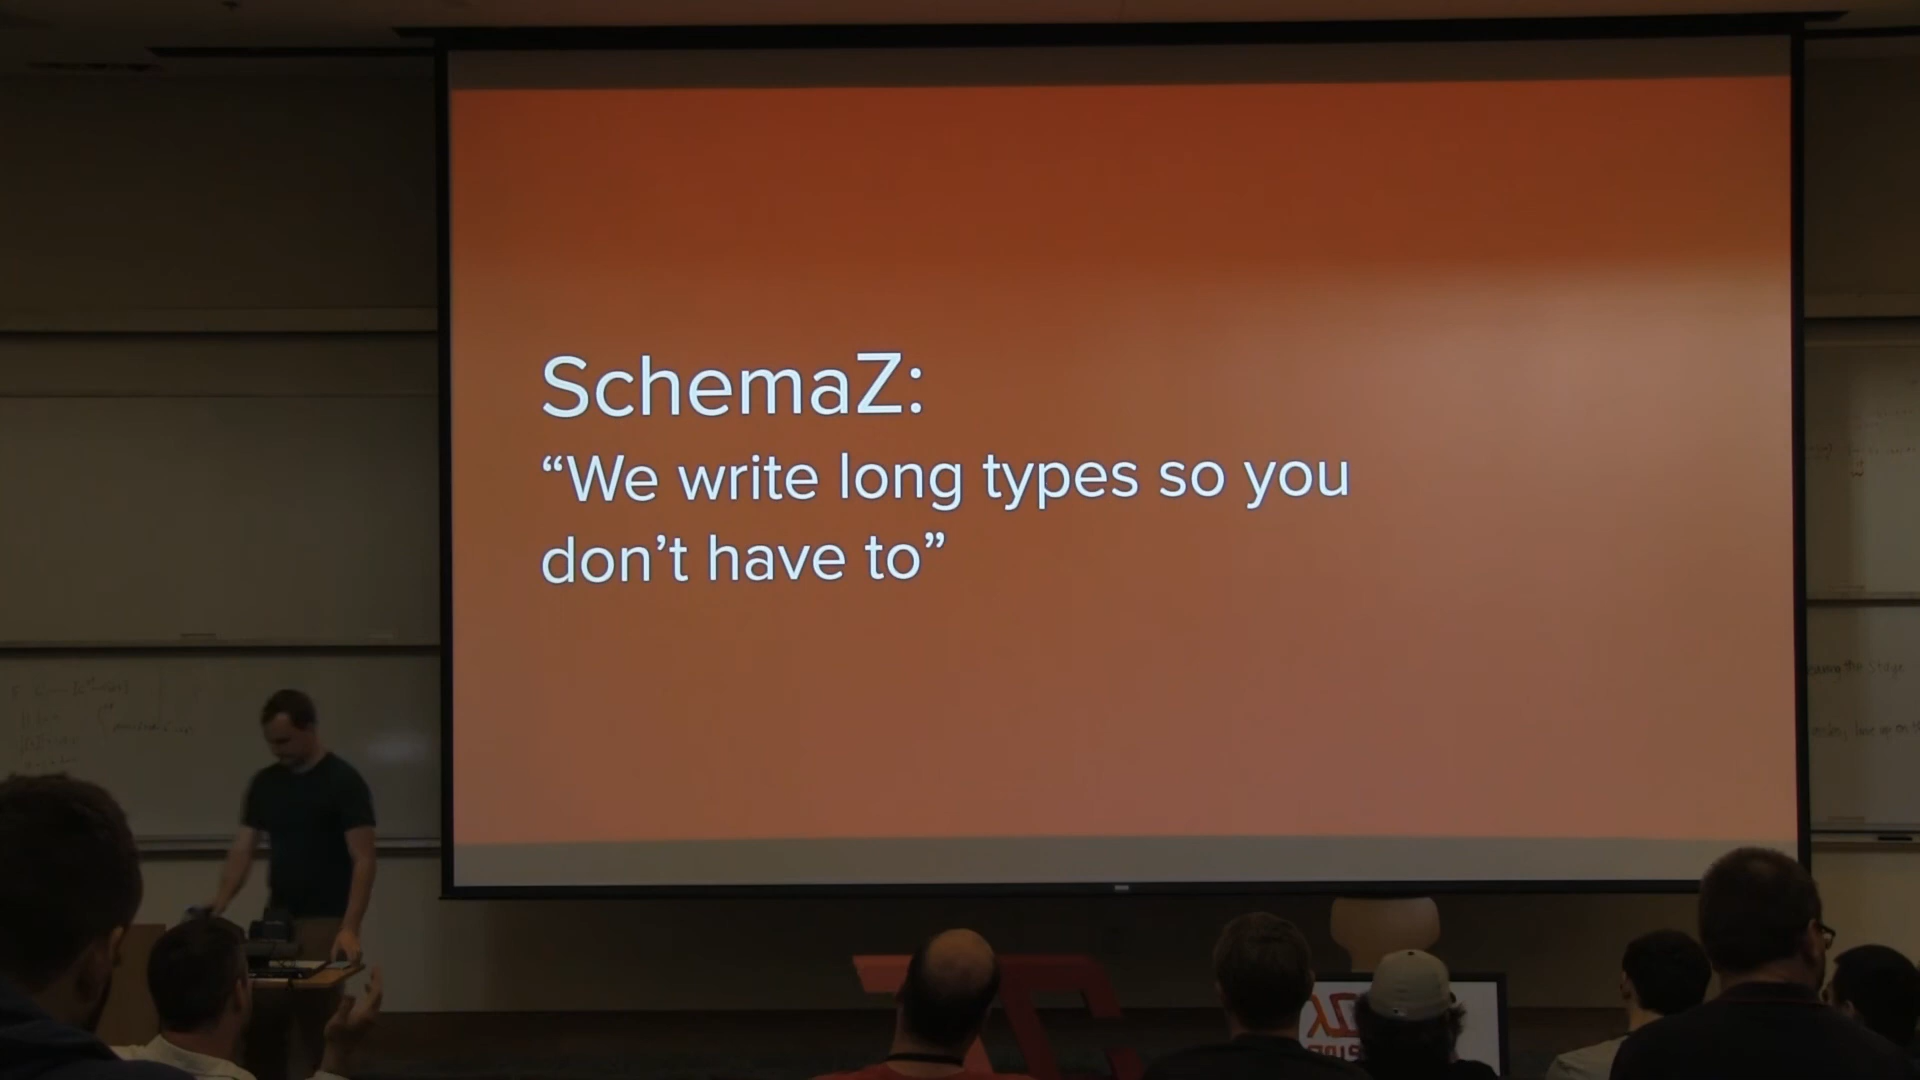 SchemaZ:
“We write long types so you
don’t have to”